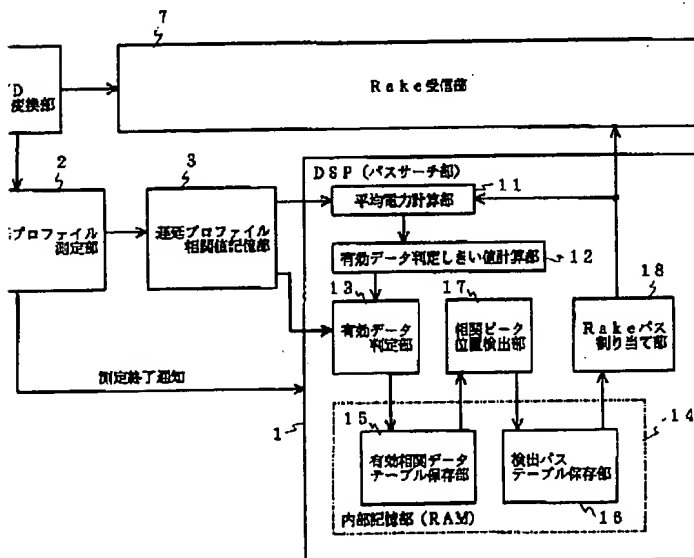 7
Rake受信部
D
変換部
2
プロファイル
測定部
3
遅延プロファイル
相関値記憶部
DSP（パスサーチ部）
11
平均電力計算部
有効データ判定しきい値計算部
12
13
有効データ
判定部
17
相関ピーク
位置検出部
18
Rakeパス
割り当て部
測定終了通知
1
14
15
有効相関データ
テーブル保存部
検出パス
テーブル保存部
16
内部記憶部（RAM）